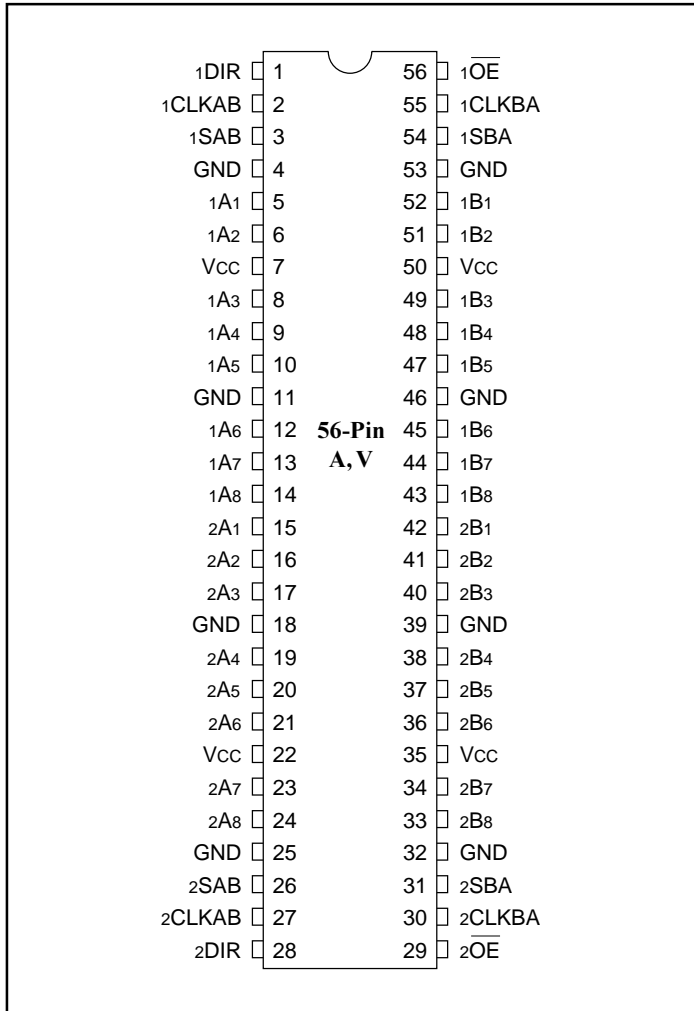 1DIR 1 56 1O̅E̅
1CLKAB 2 55 1CLKBA
1SAB 3 54 1SBA
GND 4 53 GND
1A1 5 52 1B1
1A2 6 51 1B2
VCC 7 50 VCC
1A3 8 49 1B3
1A4 9 48 1B4
1A5 10 47 1B5
GND 11 46 GND
1A6 12 56-Pin 45 1B6
1A7 13 A, V 44 1B7
1A8 14 43 1B8
2A1 15 42 2B1
2A2 16 41 2B2
2A3 17 40 2B3
GND 18 39 GND
2A4 19 38 2B4
2A5 20 37 2B5
2A6 21 36 2B6
VCC 22 35 VCC
2A7 23 34 2B7
2A8 24 33 2B8
GND 25 32 GND
2SAB 26 31 2SBA
2CLKAB 27 30 2CLKBA
2DIR 28 29 2O̅E̅